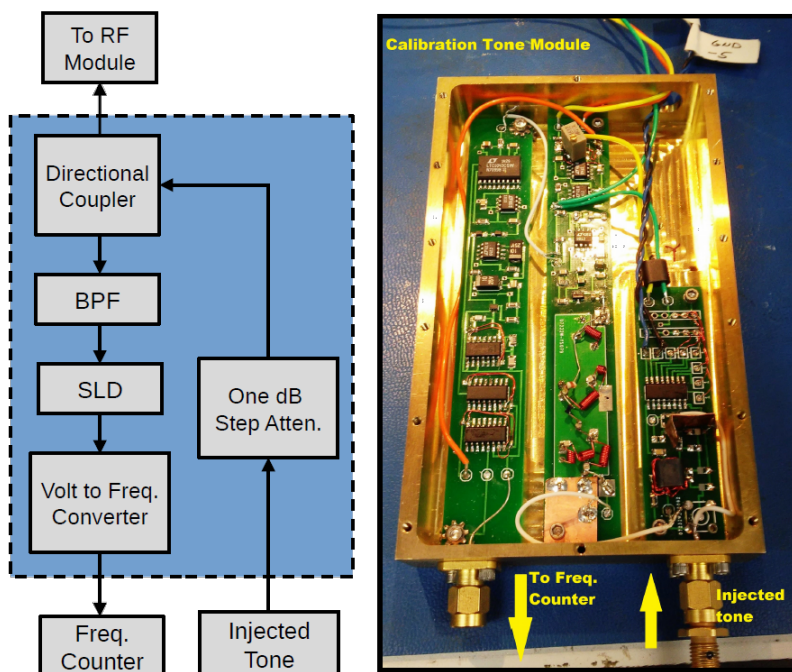 To RF
Module
Directional
Coupler
BPF
SLD
One dB
Step Atten.
Volt to Freq.
Converter
Freq.
Counter
Injected
Tone
Calibration Tone Module
GND
-5
To Freq.
Counter
Injected
tone